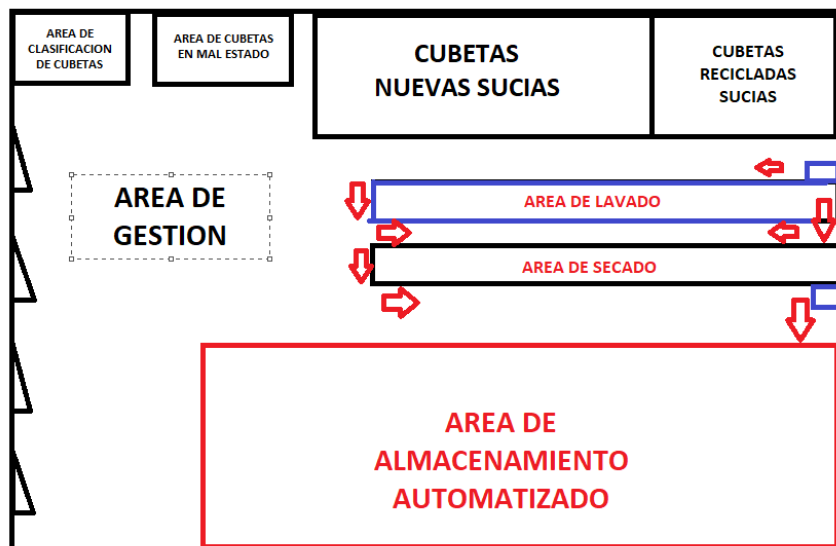 AREA DE
CLASIFICACION
DE CUBETAS
AREA DE CUBETAS
EN MAL ESTADO
CUBETAS
NUEVAS SUCIAS
CUBETAS
RECICLADAS
SUCIAS
AREA DE
GESTION
AREA DE LAVADO
AREA DE SECADO
AREA DE
ALMACENAMIENTO
AUTOMATIZADO